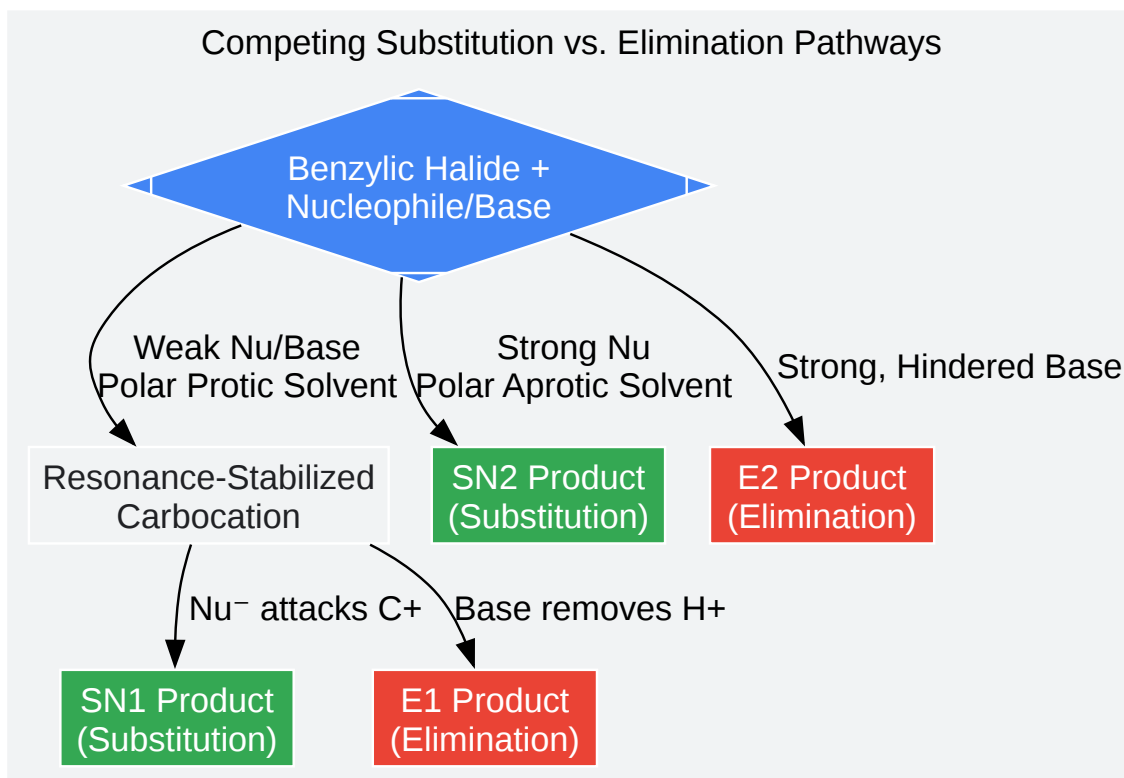 Competing Substitution vs. Elimination Pathways
Benzylic Halide +
Nucleophile/Base
Weak Nu/Base
Polar Protic Solvent
Strong Nu
Polar Aprotic Solvent
Strong, Hindered Base
Resonance-Stabilized
Carbocation
SN2 Product
(Substitution)
E2 Product
(Elimination)
Nu⁻ attacks C+
Base removes H+
SN1 Product
(Substitution)
E1 Product
(Elimination)